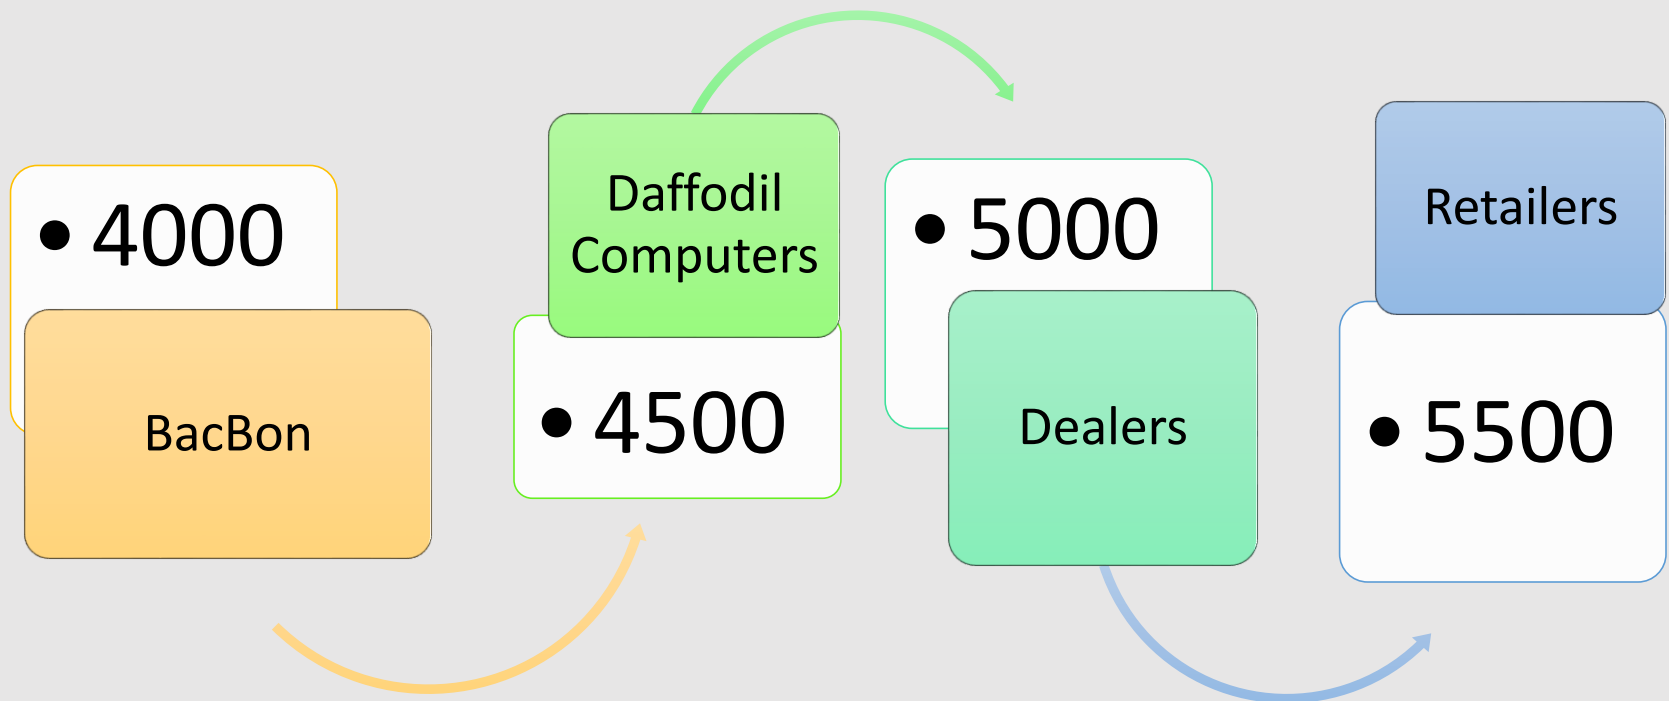 • 4000
BacBon
Daffodil
Computers
• 4500
• 5000
Dealers
Retailers
• 5500